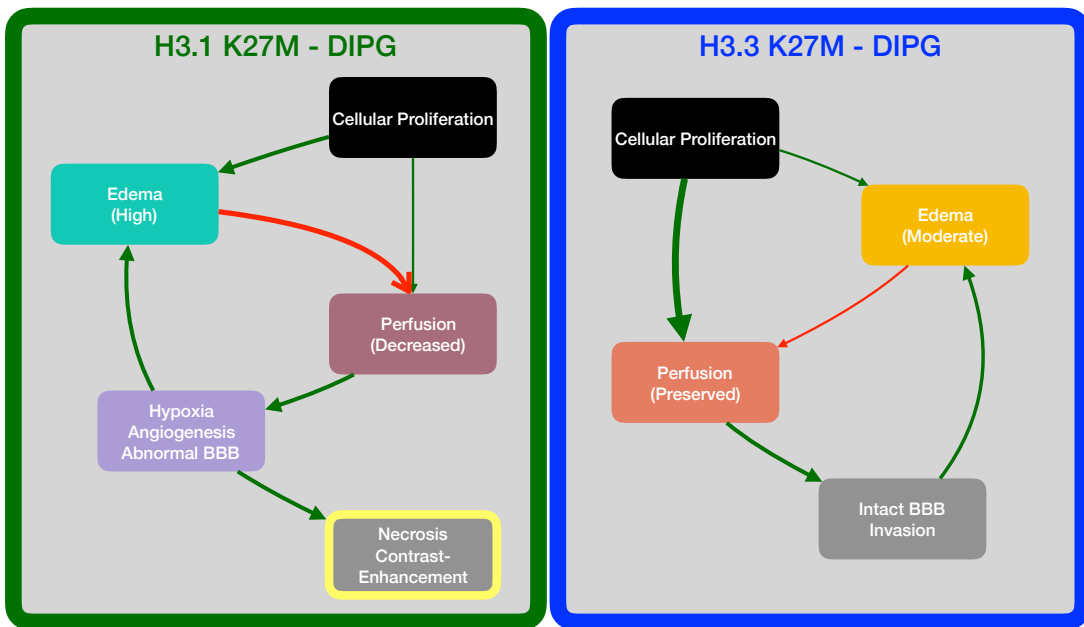 H3.1 K27M - DIPG
Cellular Proliferation
Edema
(High)
Perfusion
(Decreased)
Hypoxia
Angiogenesis
Abnormal BBB
Necrosis
Contrast-
Enhancement
H3.3 K27M - DIPG
Cellular Proliferation
Edema
(Moderate)
Perfusion
(Preserved)
Intact BBB
Invasion